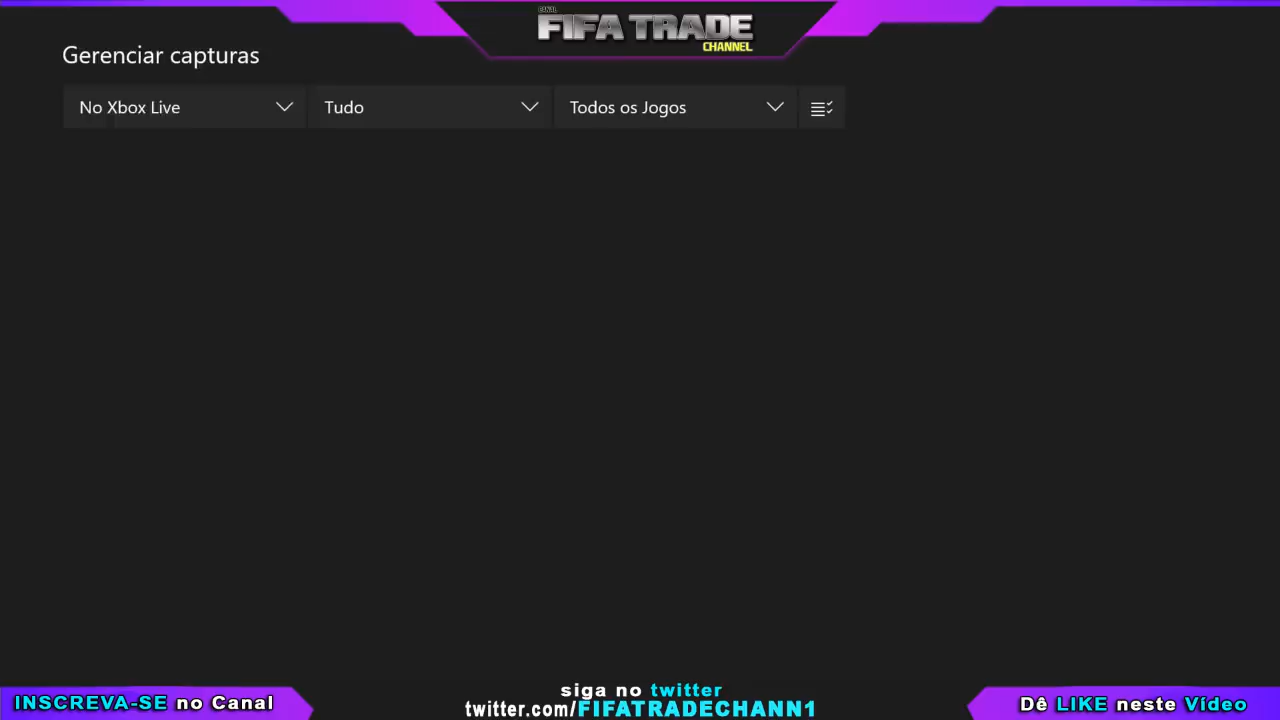 CANAL
FIFA TRADE
CHANNEL
Gerenciar capturas
No Xbox Live
Tudo
Todos os Jogos
INSCREVA-SE no Canal
siga no twitter
twitter.com/FIFATRADECHANN1
Dê LIKE neste Vídeo